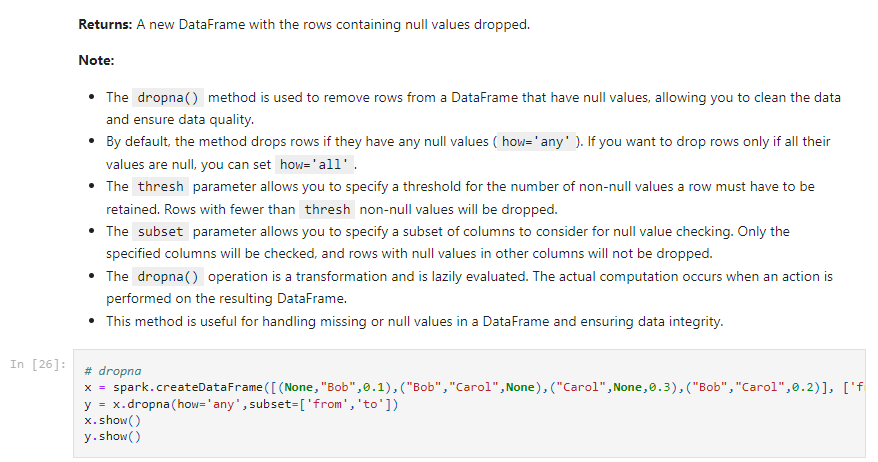 Returns: A new DataFrame with the rows containing null values dropped.
Note:
• The dropna() method is used to remove rows from a DataFrame that have null values, allowing you to clean the data
and ensure data quality.
• By default, the method drops rows if they have any null values ( how='any' ). If you want to drop rows only if all their
values are null, you can set how='all' .
• The thresh parameter allows you to specify a threshold for the number of non-null values a row must have to be
retained. Rows with fewer than thresh non-null values will be dropped.
• The subset parameter allows you to specify a subset of columns to consider for null value checking. Only the
specified columns will be checked, and rows with null values in other columns will not be dropped.
• The dropna() operation is a transformation and is lazily evaluated. The actual computation occurs when an action is
performed on the resulting DataFrame.
• This method is useful for handling missing or null values in a DataFrame and ensuring data integrity.
In [26]:
# dropna
x = spark.createDataFrame([(None,"Bob",0.1),("Bob","Carol",None),("Carol",None,0.3),("Bob","Carol",0.2)], ['f
y = x.dropna(how='any',subset=['from','to'])
x.show()
y.show()